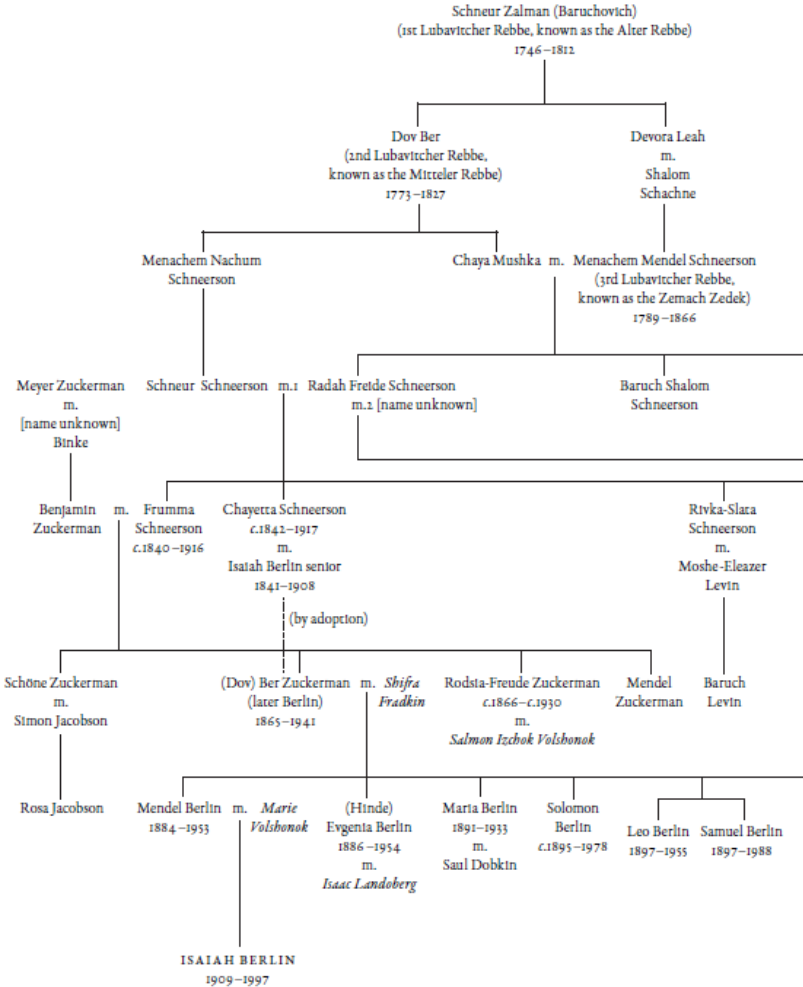 Schneur Zalman (Baruchovich)
(1st Lubavitcher Rebbe, known as the Alter Rebbe)
1746–1812
Dov Ber
(2nd Lubavitcher Rebbe,
known as the Mitteler Rebbe)
1773–1827
Devora Leah
m.
Shalom
Schachne
Menachem Nachum
Schneerson
Chaya Mushka m. Menachem Mendel Schneerson
(3rd Lubavitcher Rebbe,
known as the Zemach Zedek)
1789–1866
Meyer Zuckerman
m.
[name unknown]
Binke
Schneur Schneerson m.1 Radah Freide Schneerson
m.2 [name unknown]
Baruch Shalom
Schneerson
Benjamin
Zuckerman
m.
Frumma
Schneerson
c.1840–1916
Chayetta Schneerson
c.1842–1917
m.
Isaiah Berlin senior
1841–1908
(by adoption)
Rivka-Slata
Schneerson
m.
Moshe-Eleazer
Levin
Schöne Zuckerman
m.
Simon Jacobson
(Dov) Ber Zuckerman
(later Berlin)
1865–1941
m.
Shifra
Fradkin
Rodsia-Freude Zuckerman
c.1866–c.1930
m.
Salmon Izchok Volshonok
Mendel
Zuckerman
Baruch
Levin
Rosa Jacobson
Mendel Berlin
1884–1953
m.
Marie
Volshonok
(Hinde)
Evgenia Berlin
1886–1954
m.
Isaac Landoberg
Maria Berlin
1891–1933
m.
Saul Dobkin
Solomon
Berlin
c.1895–1978
Leo Berlin
1897–1955
Samuel Berlin
1897–1988
ISAIAH BERLIN
1909–1997